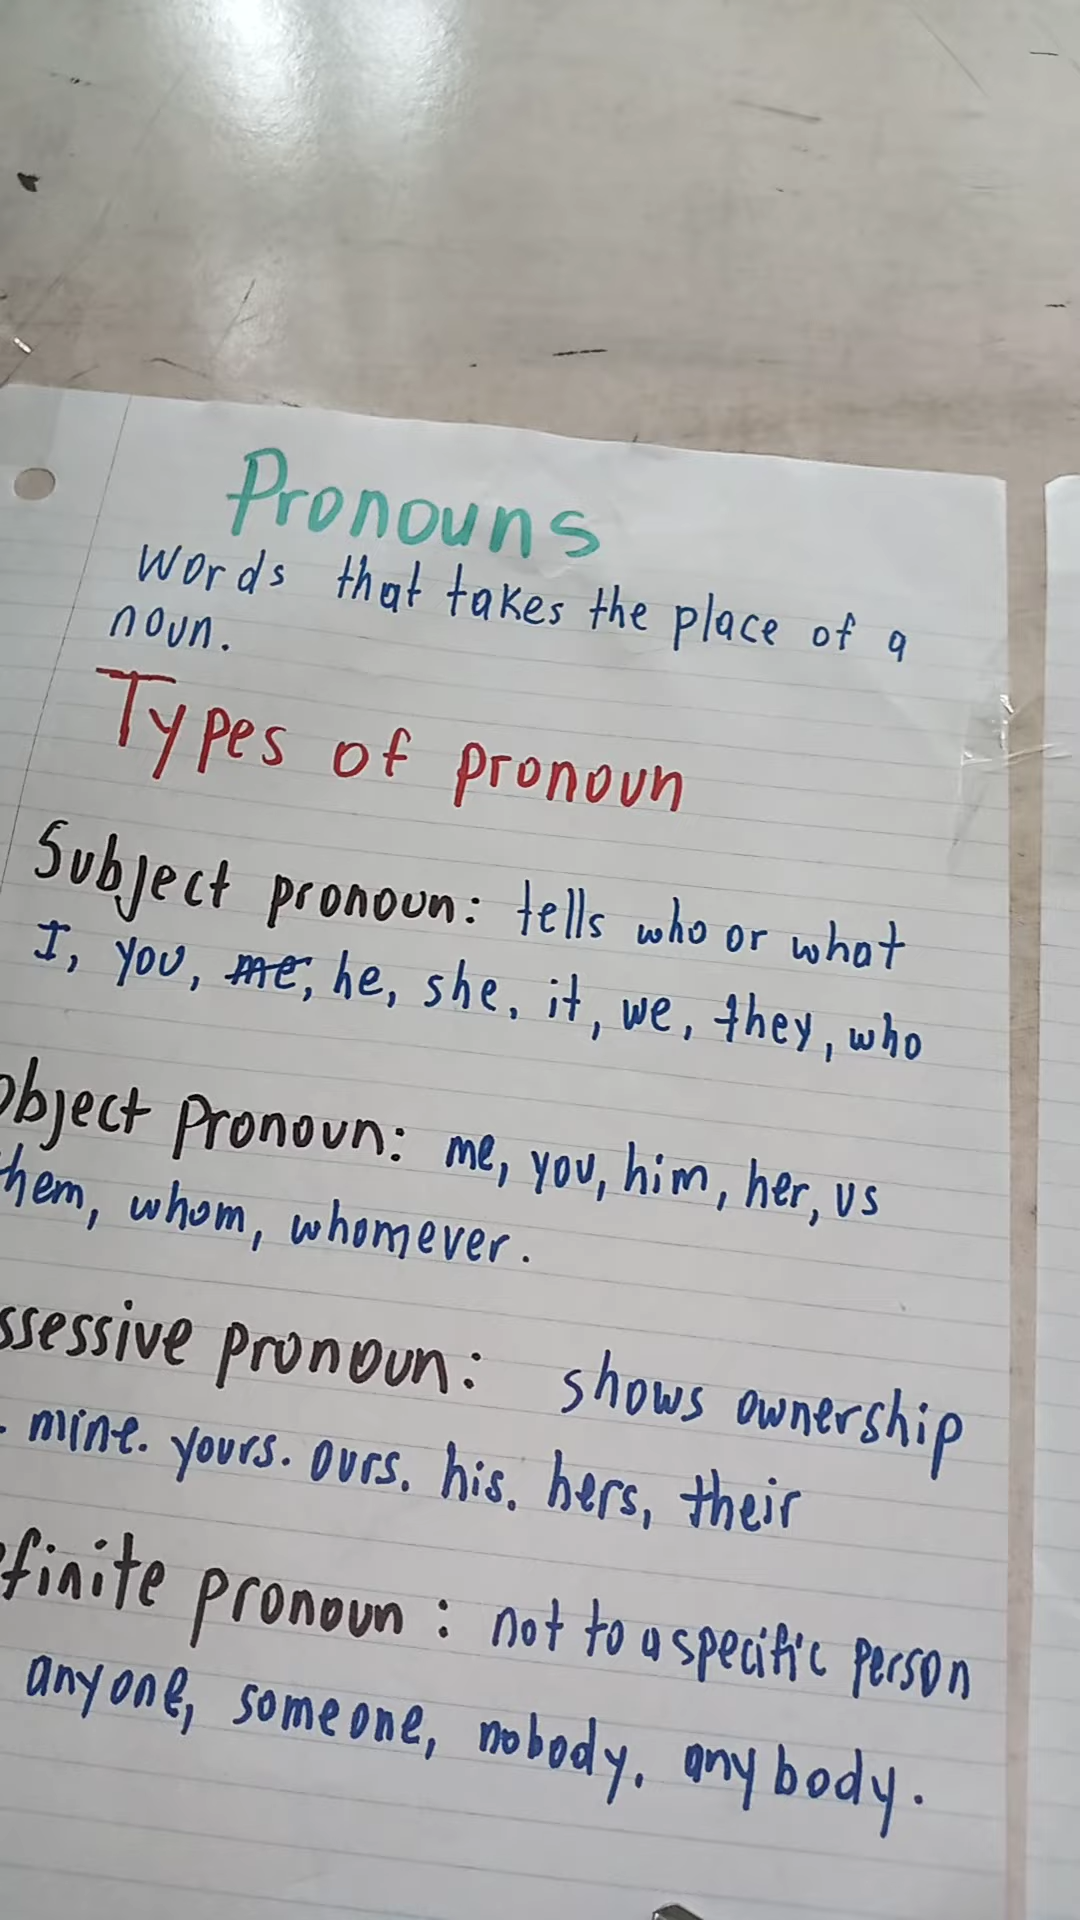 Pronouns
Words that takes the place of a
noun.
Types of pronoun
Subject pronoun: tells who or what
I, you, me, he, she, it, we, they, who
object pronoun: me, you, him, her, us
them, whom, whomever.
ssessive pronoun: shows ownership
mine. yours. ours. his. hers, their
finite pronoun: not to a specific person
anyone, someone, nobody, anybody.